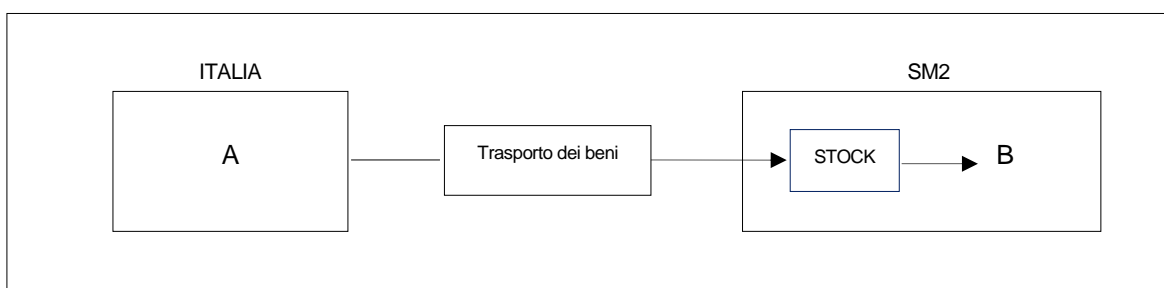 ITALIA
SM2
A
Trasporto dei beni
STOCK
B